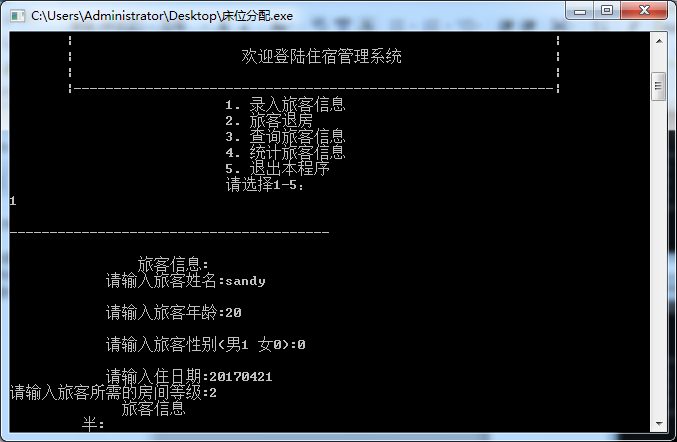 C:\Users\Administrator\Desktop\床位分配.exe
欢迎登陆住宿管理系统
1. 录入旅客信息
2. 旅客退房
3. 查询旅客信息
4. 统计旅客信息
5. 退出本程序
请选择1-5:
1
----------------------------------------
旅客信息:
请输入旅客姓名:sandy
请输入旅客年龄:20
请输入旅客性别(男1 女0):0
请输入住日期:20170421
请输入旅客所需的房间等级:2
旅客信息
半: